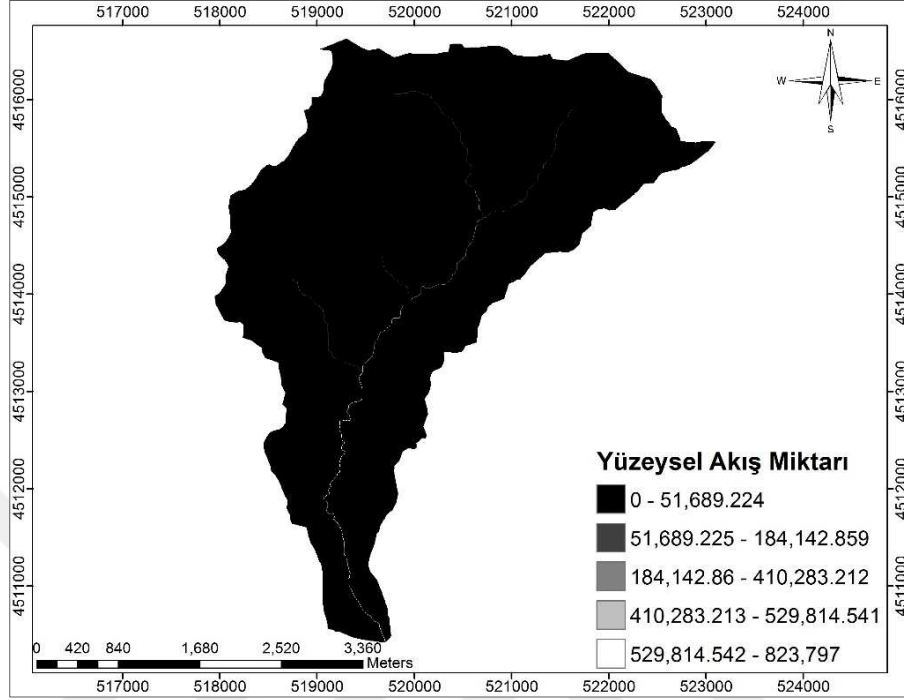 517000 518000 519000 520000 521000 522000 523000 524000
N
W E
S
4516000 4516000
4515000 4515000
4514000 4514000
4513000 4513000
4512000 4512000
4511000 4511000
Yüzeysel Akış Miktarı
0 - 51,689.224
51,689.225 - 184,142.859
184,142.86 - 410,283.212
410,283.213 - 529,814.541
529,814.542 - 823,797
0 420 840 1,680 2,520 3,360
Meters
517000 518000 519000 520000 521000 522000 523000 524000